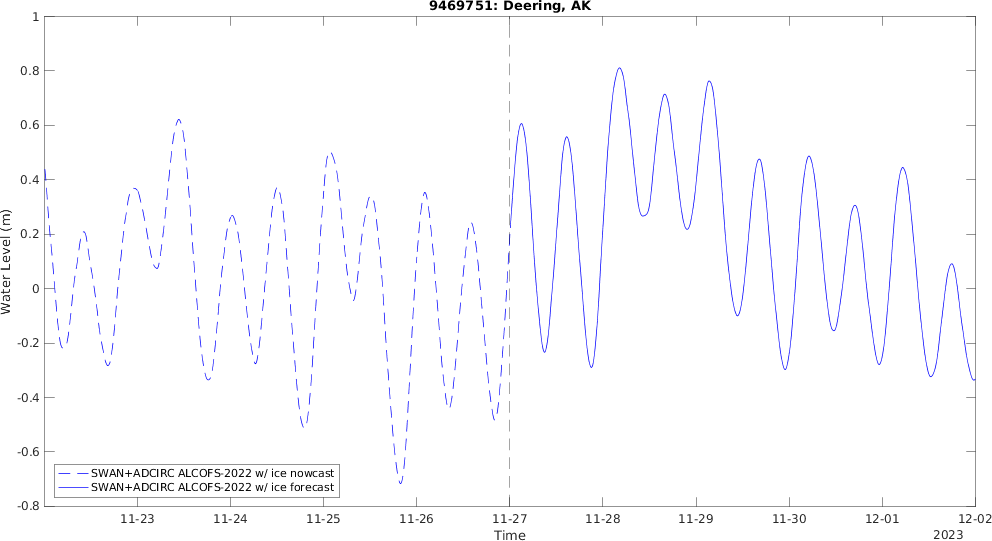 9469751: Deering, AK
1
0.8
0.6
0.4
0.2
0
-0.2
-0.4
-0.6
-0.8
Water Level (m)
SWAN+ADCIRC ALCOFS-2022 w/ ice nowcast
SWAN+ADCIRC ALCOFS-2022 w/ ice forecast
11-23 11-24 11-25 11-26 11-27 11-28 11-29 11-30 12-01 12-02
Time
2023